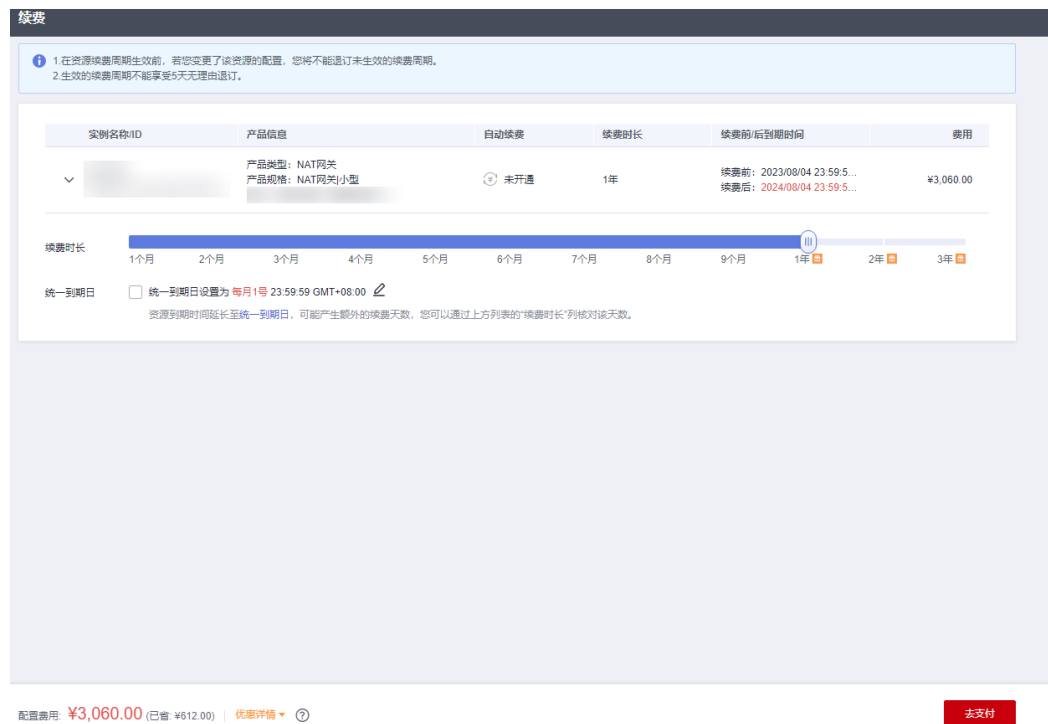 续费
1.在资源续费周期生效前，若您变更了该资源的配置，您将不能退订未生效的续费周期。
2.生效的续费周期不能享受5天无理由退订。
实例名称/ID 产品信息 自动续费 续费时长 续费前/后到期时间 费用
产品类型：NAT网关
产品规格：NAT网关|小型
未开通 1年
续费前：2023/08/04 23:59:5...
续费后：2024/08/04 23:59:5...
¥3,060.00
续费时长
1个月 2个月 3个月 4个月 5个月 6个月 7个月 8个月 9个月 1年 2年 3年
统一到期日 统一到期日设置为 每月1号 23:59:59 GMT+08:00
资源到期时间延长至统一到期日，可能产生额外的续费天数，您可以通过上方列表的“续费时长”列核对该天数。
配置费用: ¥3,060.00 (已省: ¥612.00) 优惠详情 去支付